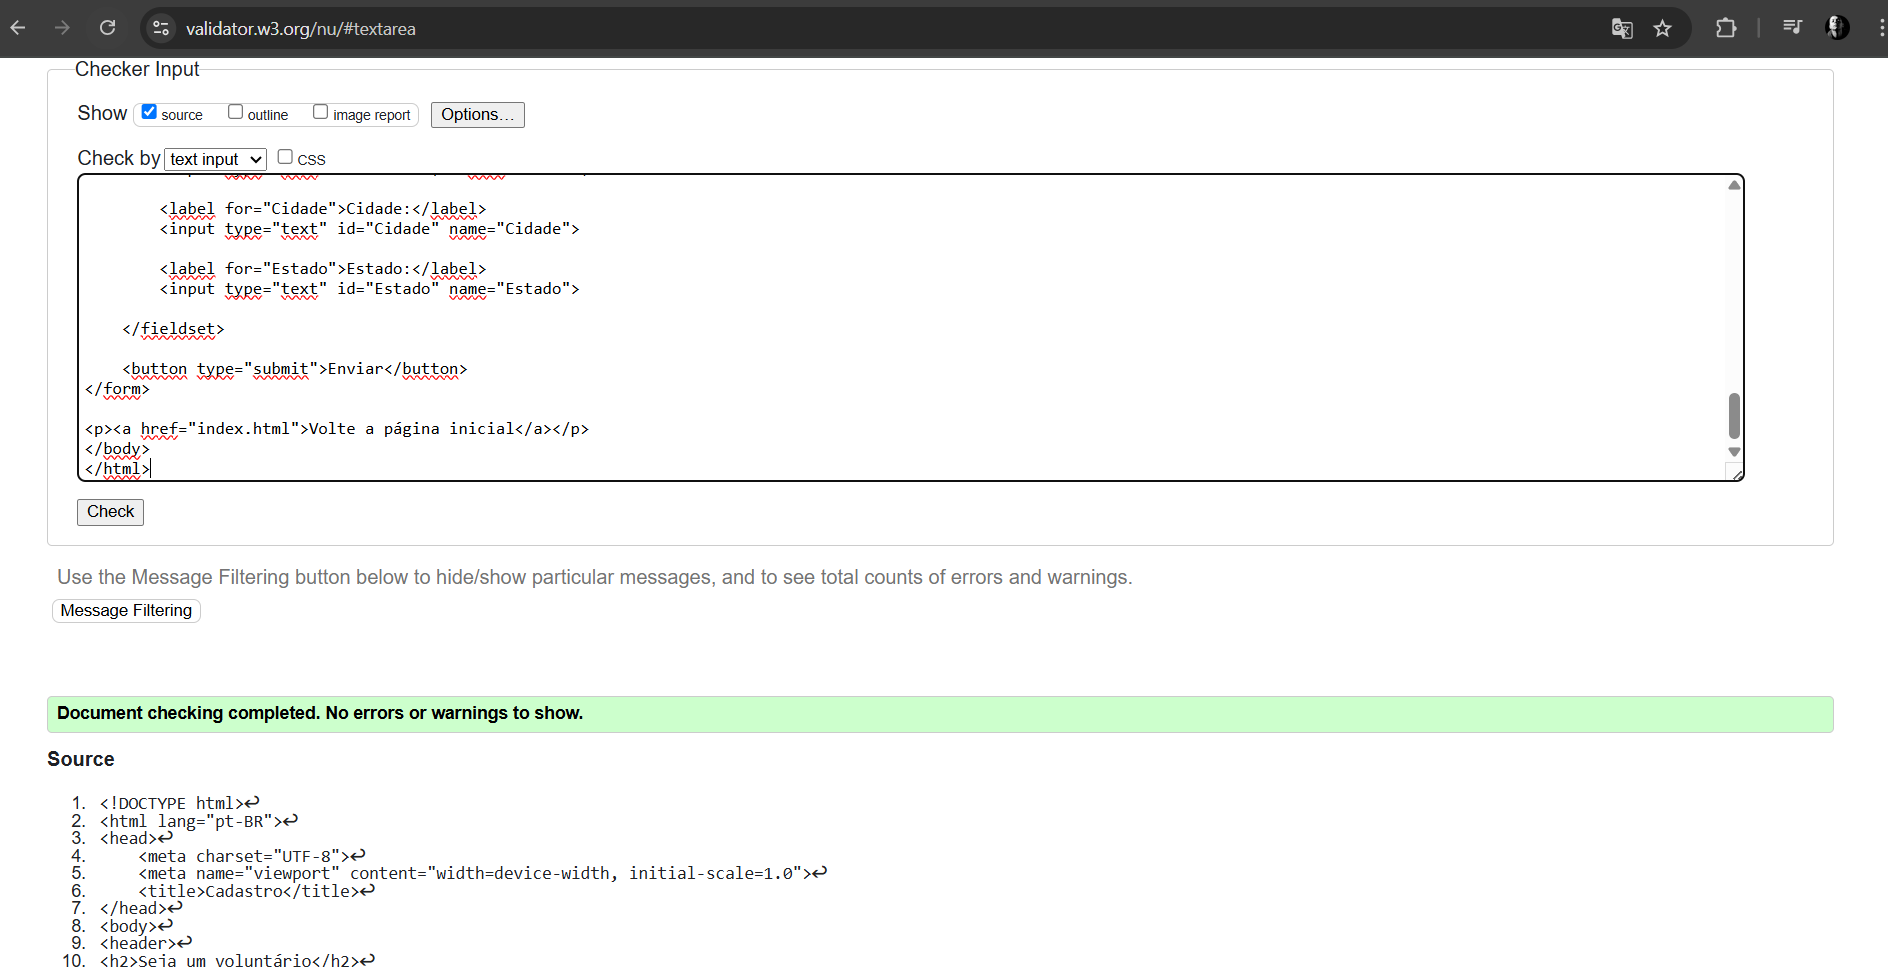 validator.w3.org/nu/#textarea
Checker Input
Show source outline image report Options...
Check by text input CSS
<label for="Cidade">Cidade:</label>
<input type="text" id="Cidade" name="Cidade">
<label for="Estado">Estado:</label>
<input type="text" id="Estado" name="Estado">
</fieldset>
<button type="submit">Enviar</button>
</form>
<p><a href="index.html">Volte a página inicial</a></p>
</body>
</html>
Check
Use the Message Filtering button below to hide/show particular messages, and to see total counts of errors and warnings.
Message Filtering
Document checking completed. No errors or warnings to show.
Source
1. <!DOCTYPE html>↩
2. <html lang="pt-BR">↩
3. <head>↩
4. <meta charset="UTF-8">↩
5. <meta name="viewport" content="width=device-width, initial-scale=1.0">↩
6. <title>Cadastro</title>↩
7. </head>↩
8. <body>↩
9. <header>↩
10. <h2>Seja um voluntário</h2>↩